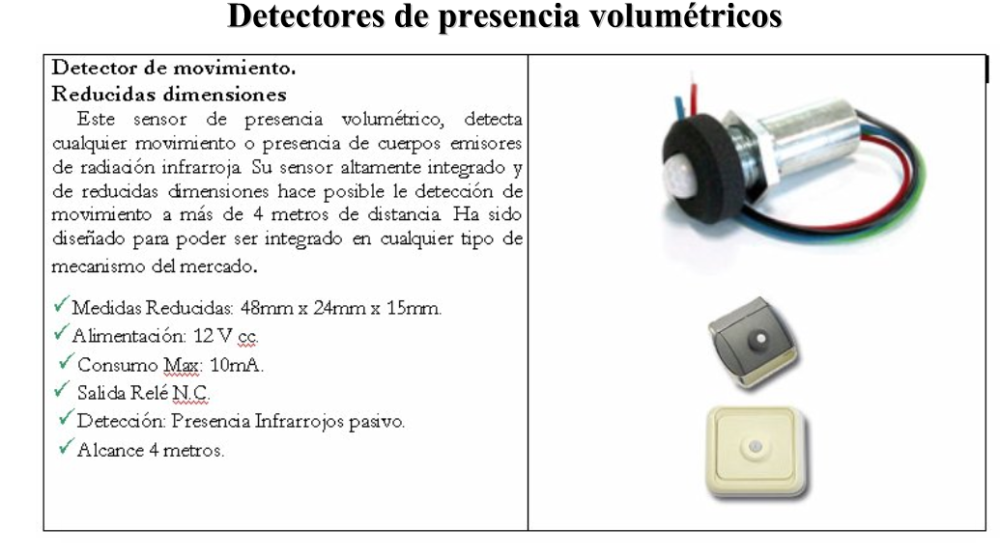 Detectores de presencia volumétricos
Detector de movimiento.
Reducidas dimensiones
Este sensor de presencia volumétrico, detecta
cualquier movimiento o presencia de cuerpos emisores
de radiación infrarroja. Su sensor altamente integrado y
de reducidas dimensiones hace posible le detección de
movimiento a más de 4 metros de distancia. Ha sido
diseñado para poder ser integrado en cualquier tipo de
mecanismo del mercado.
✓ Medidas Reducidas: 48mm x 24mm x 15mm.
✓ Alimentación: 12 V cc.
✓ Consumo Max: 10mA.
✓ Salida Relé N.C.
✓ Detección: Presencia Infrarrojos pasivo.
✓ Alcance 4 metros.